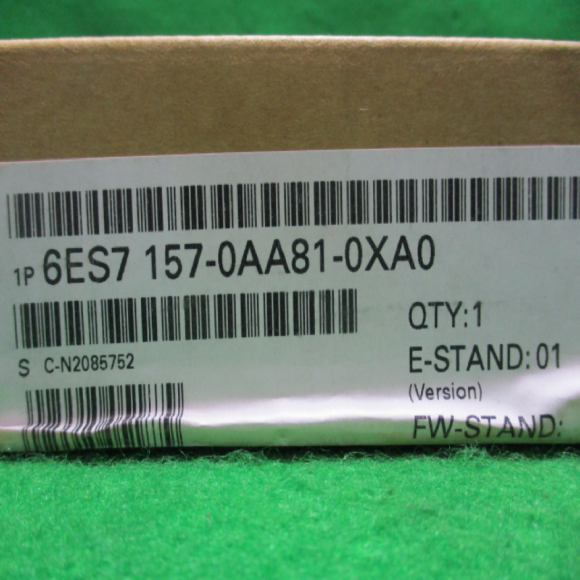 1P 6ES7 157-0AA81-0XA0
S C-N2085752
QTY:1
E-STAND:01
(Version)
FW-STAND: